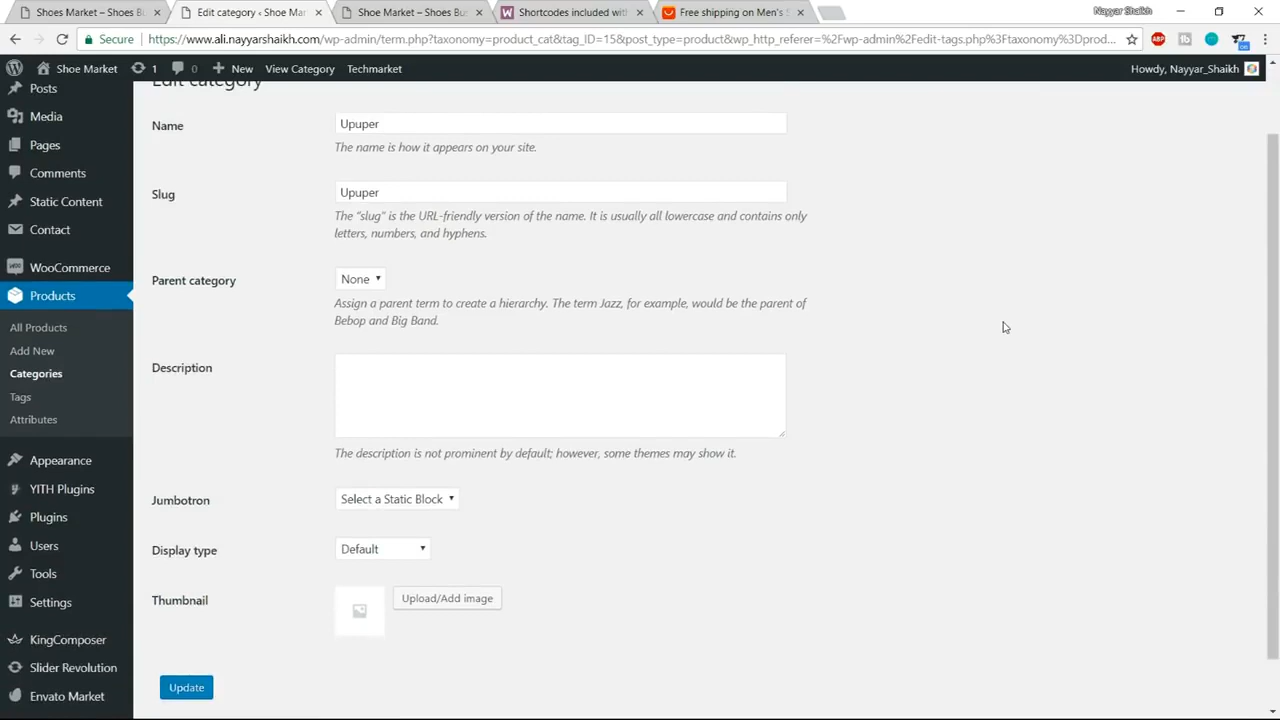 Shoes Market – Shoes B
Edit category ‹ Shoe Mar
Shoe Market – Shoes Bu
Shortcodes included with
Free shipping on Men's S
Nayyar Shaikh
Secure
https://www.ali.nayyarshaikh.com/wp-admin/term.php?taxonomy=product_cat&tag_ID=15&post_type=product&wp_http_referer=%2Fwp-admin%2Fedit-tags.php%3Ftaxonomy%3Dprod...
ABP
Shoe Market
1
0
New
View Category
Techmarket
Howdy, Nayyar_Shaikh
Posts
Media
Pages
Comments
Static Content
Contact
WooCommerce
Products
All Products
Add New
Categories
Tags
Attributes
Appearance
YITH Plugins
Plugins
Users
Tools
Settings
KingComposer
Slider Revolution
Envato Market
Edit category
Name
Upuper
The name is how it appears on your site.
Slug
Upuper
The "slug" is the URL-friendly version of the name. It is usually all lowercase and contains only
letters, numbers, and hyphens.
Parent category
None
Assign a parent term to create a hierarchy. The term Jazz, for example, would be the parent of
Bebop and Big Band.
Description
The description is not prominent by default; however, some themes may show it.
Jumbotron
Select a Static Block
Display type
Default
Thumbnail
Upload/Add image
Update